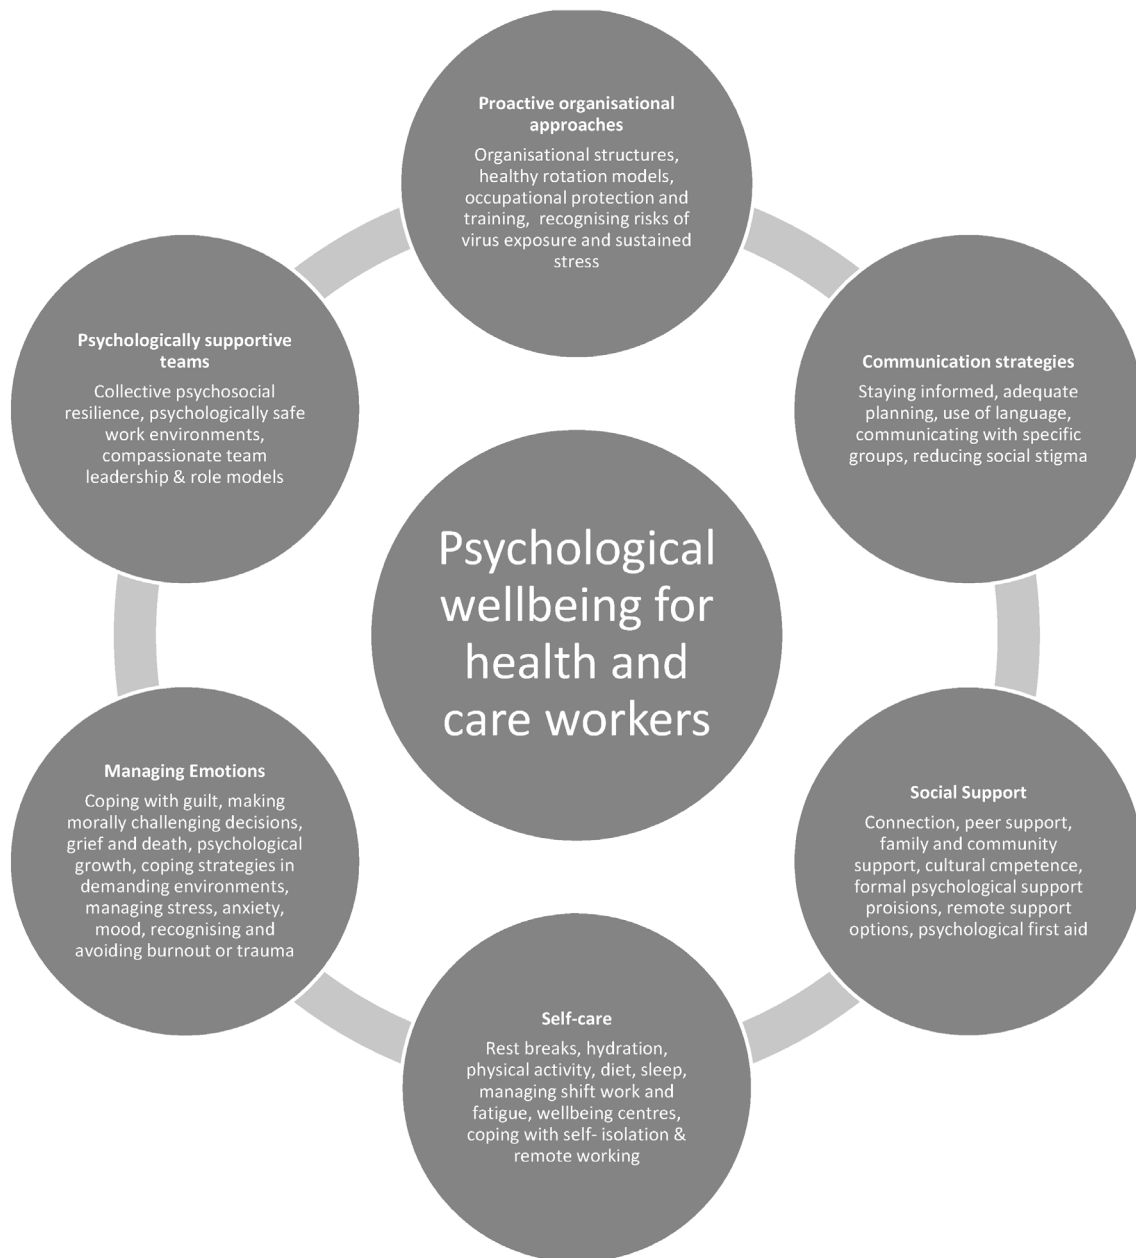 Proactive organisational
approaches
Organisational structures,
healthy rotation models,
occupational protection and
training, recognising risks of
virus exposure and sustained
stress
Communication strategies
Staying informed, adequate
planning, use of language,
communicating with specific
groups, reducing social stigma
Social Support
Connection, peer support,
family and community
support, cultural cmpetence,
formal psychological support
proisions, remote support
options, psychological first aid
Self-care
Rest breaks, hydration,
physical activity, diet, sleep,
managing shift work and
fatigue, wellbeing centres,
coping with self- isolation &
remote working
Managing Emotions
Coping with guilt, making
morally challenging decisions,
grief and death, psychological
growth, coping strategies in
demanding environments,
managing stress, anxiety,
mood, recognising and
avoiding burnout or trauma
Psychologically supportive
teams
Collective psychosocial
resilience, psychologically safe
work environments,
compassionate team
leadership & role models
Psychological
wellbeing for
health and
care workers